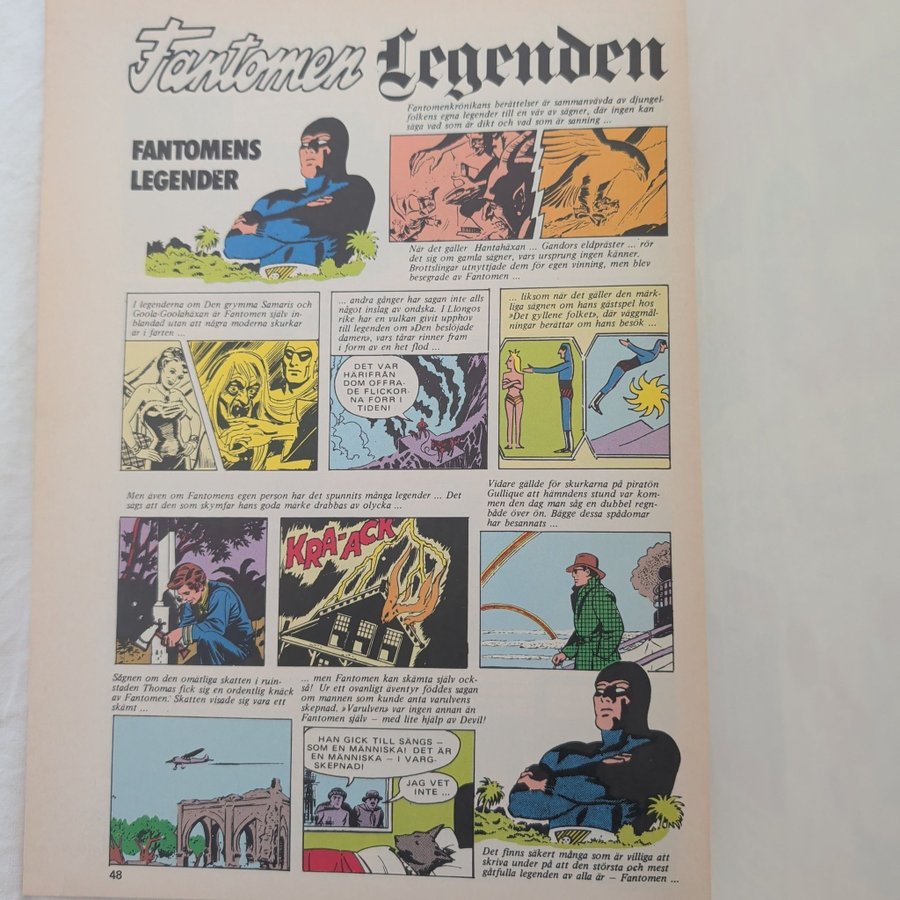 Fantomen Legenden
FANTOMENS
LEGENDER
Fantomenkrönikans berättelser är sammanvävda av djungel-
folkens egna legender till en väv av sägner, där ingen kan
säga vad som är dikt och vad som är sanning ...
När det gäller Hantahäxan ... Gandors eldpräster ... rör
det sig om gamla sägner, vars ursprung ingen känner.
Brottslingar utnyttjade dem för egen vinning, men blev
besegrade av Fantomen ...
I legenderna om Den grymma Samaris och
Goola-Goolahäxan är Fantomen själv in-
blandad utan att några moderna skurkar
är i farten ...
... andra gånger har sagan inte alls
något inslag av ondska. I Llongos
rike har en vulkan givit upphov
till legenden om »Den beslöjade
damen», vars tårar rinner fram
i form av en het flod ...
DET VAR
HÄRIFRÅN
DOM OFFRA-
DE FLICKOR-
NA FÖRR I
TIDEN!
... liksom när det gäller den märk-
liga sägnen om hans gästspel hos
»Det gyllene folket», där väggmål-
ningar berättar om hans besök ...
Men även om Fantomens egen person har det spunnits många legender ... Det
sägs att den som skymfar hans goda märke drabbas av olycka ...
KRA-ACK
Vidare gällde för skurkarna på piratön
Gullique att hämndens stund var kom-
men den dag man såg en dubbel regn-
både över ön. Bägge dessa spådomar
har besannats ...
Sägnen om den omätliga skatten i ruin-
staden Thomas fick sig en ordentlig knäck
av Fantomen. Skatten visade sig vara ett
skämt ...
... men Fantomen kan skämta själv ock-
så! Ur ett ovanligt äventyr föddes sagan
om mannen som kunde anta varulvens
skepnad. »Varulven» var ingen annan än
Fantomen själv – med lite hjälp av Devil!
HAN GICK TILL SÄNGS –
SOM EN MÄNNISKA! DET ÄR
EN MÄNNISKA – I VARG-
SKEPNAD!
JAG VET
INTE ...
Det finns säkert många som är villiga att
skriva under på att den största och mest
gåtfulla legenden av alla är – Fantomen ...
48